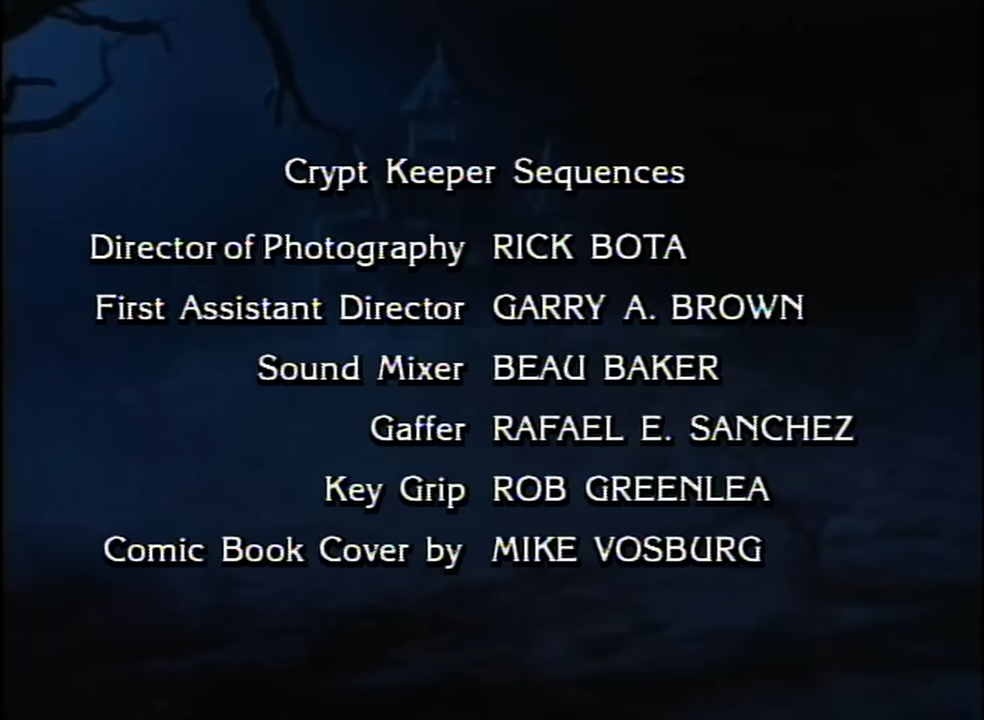 Crypt Keeper Sequences
Director of Photography RICK BOTA
First Assistant Director GARRY A. BROWN
Sound Mixer BEAU BAKER
Gaffer RAFAEL E. SANCHEZ
Key Grip ROB GREENLEA
Comic Book Cover by MIKE VOSBURG